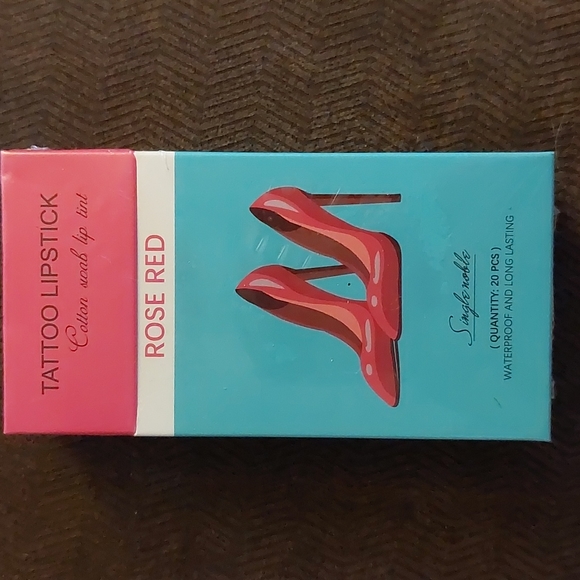 TATTOO LIPSTICK
Cotton swab lip tint
ROSE RED
Singlenoble
( QUANTITY: 20 PCS )
WATERPROOF AND LONG LASTING